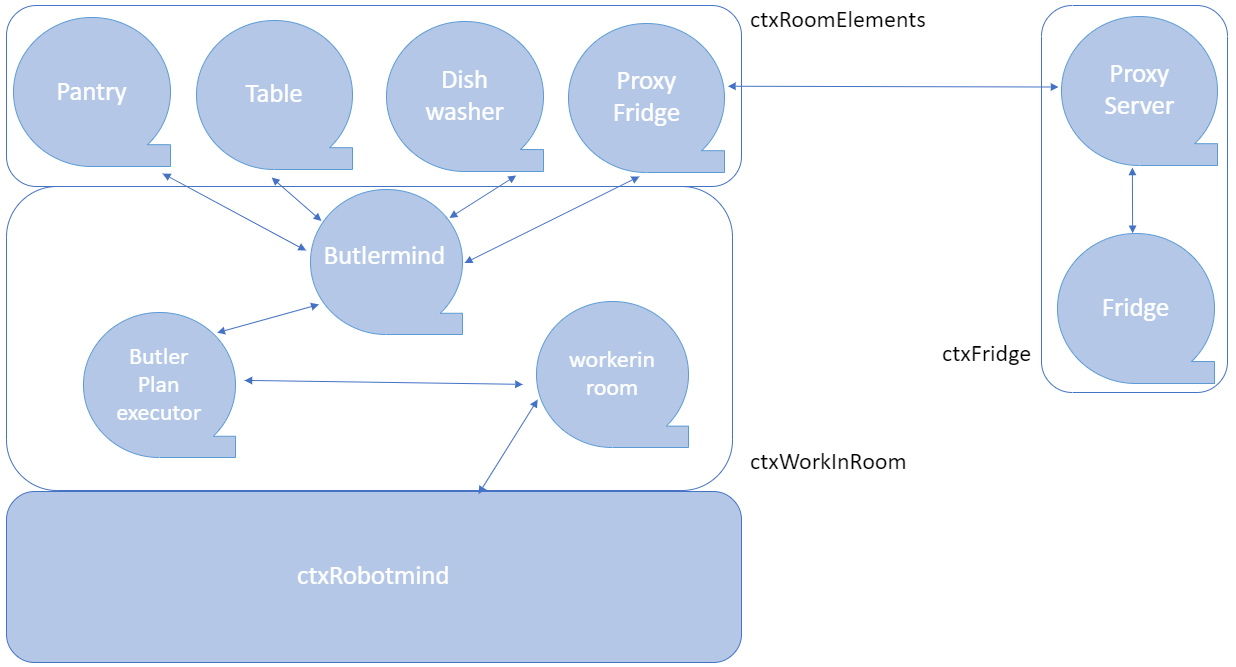 ctxRoomElements
Pantry
Table
Dish
washer
Proxy
Fridge
Proxy
Server
Butlermind
Fridge
ctxFridge
Butler
Plan
executor
workerin
room
ctxWorkInRoom
ctxRobotmind